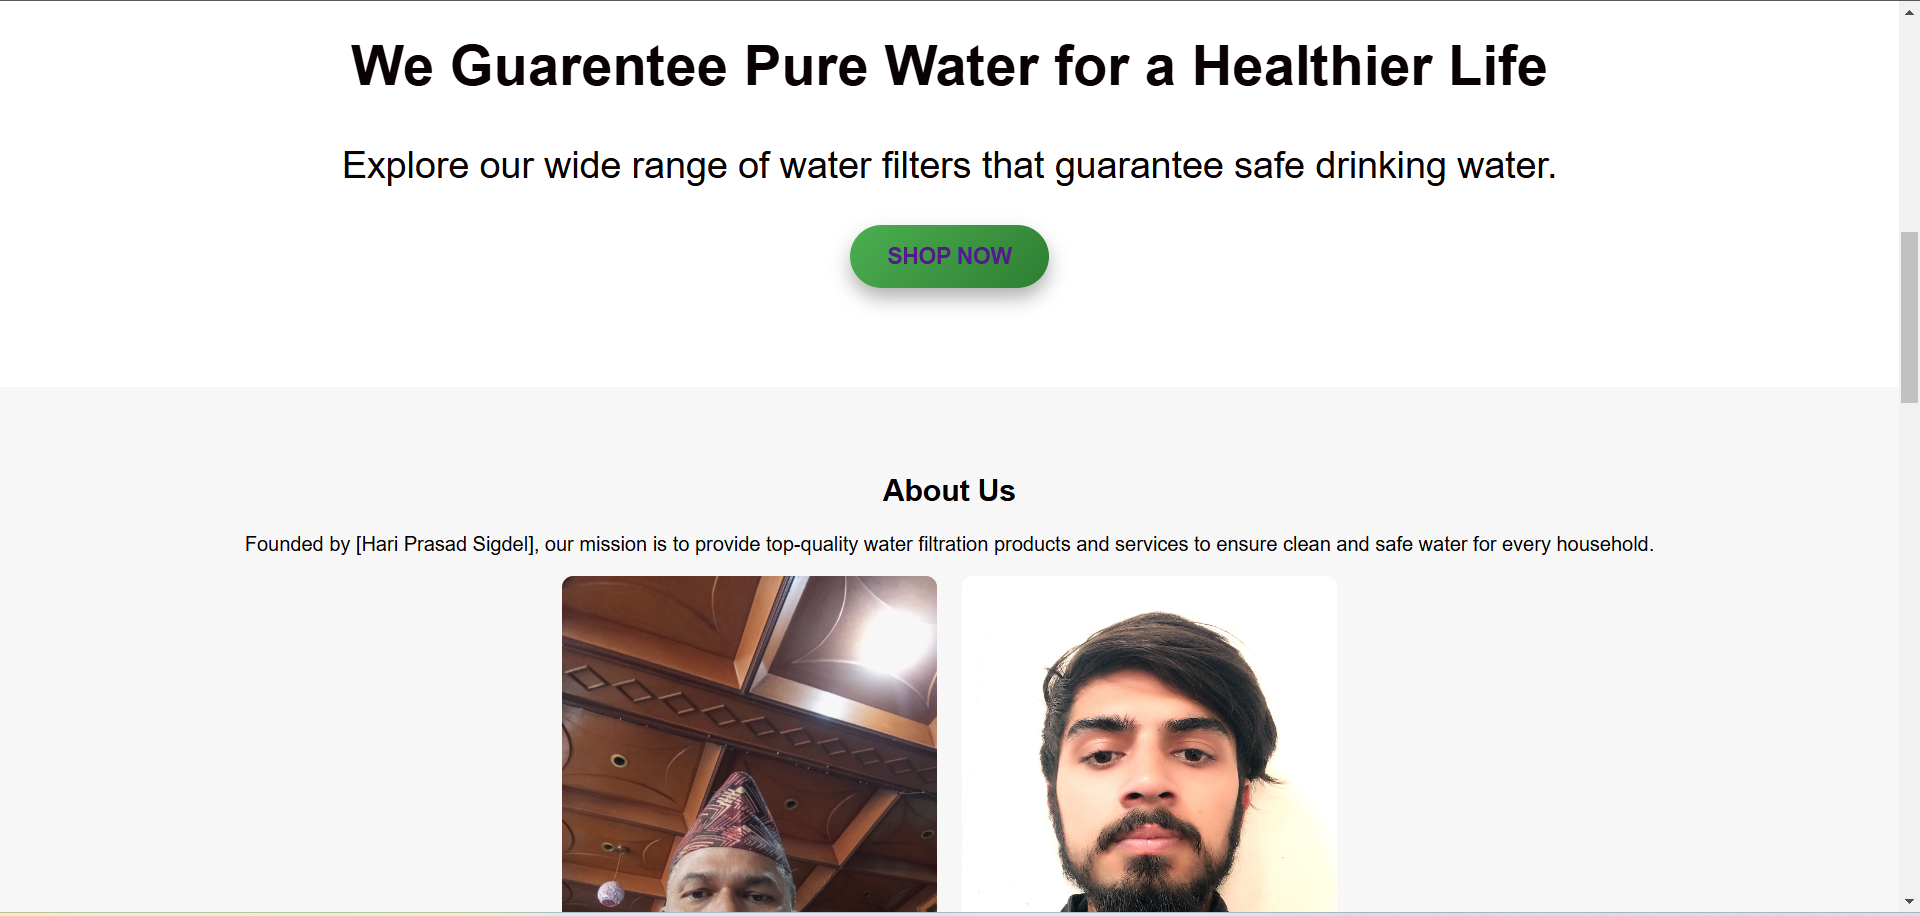 We Guarentee Pure Water for a Healthier Life
Explore our wide range of water filters that guarantee safe drinking water.
SHOP NOW
About Us
Founded by [Hari Prasad Sigdel], our mission is to provide top-quality water filtration products and services to ensure clean and safe water for every household.